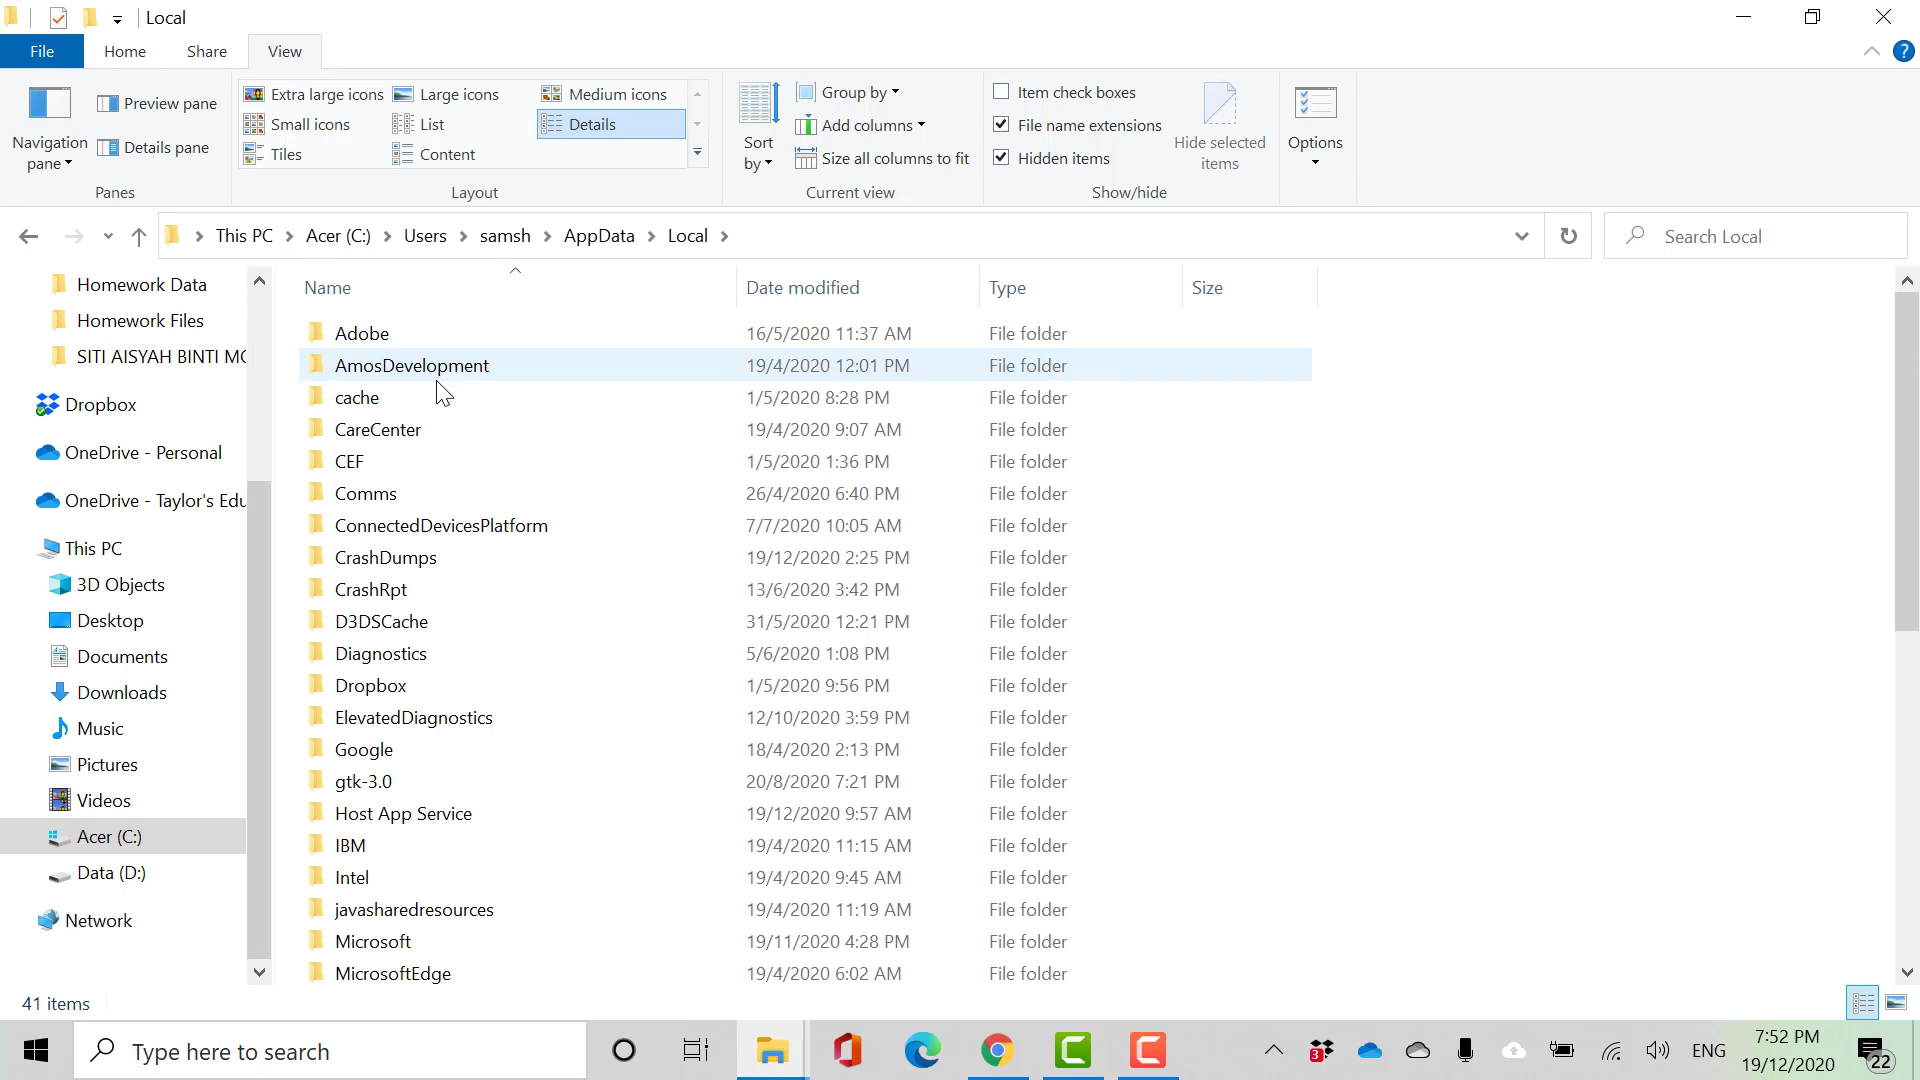 Local
File Home Share View
Navigation pane
Preview pane
Details pane
Panes
Extra large icons Large icons Medium icons
Small icons List Details
Tiles Content
Layout
Sort by
Group by
Add columns
Size all columns to fit
Current view
Item check boxes
File name extensions
Hidden items
Hide selected items
Show/hide
Options
This PC Acer (C:) Users samsh AppData Local
Search Local
Homework Data
Homework Files
SITI AISYAH BINTI MO
Dropbox
OneDrive - Personal
OneDrive - Taylor's Edu
This PC
3D Objects
Desktop
Documents
Downloads
Music
Pictures
Videos
Acer (C:)
Data (D:)
Network
Name Date modified Type Size
Adobe 16/5/2020 11:37 AM File folder
AmosDevelopment 19/4/2020 12:01 PM File folder
cache 1/5/2020 8:28 PM File folder
CareCenter 19/4/2020 9:07 AM File folder
CEF 1/5/2020 1:36 PM File folder
Comms 26/4/2020 6:40 PM File folder
ConnectedDevicesPlatform 7/7/2020 10:05 AM File folder
CrashDumps 19/12/2020 2:25 PM File folder
CrashRpt 13/6/2020 3:42 PM File folder
D3DSCache 31/5/2020 12:21 PM File folder
Diagnostics 5/6/2020 1:08 PM File folder
Dropbox 1/5/2020 9:56 PM File folder
ElevatedDiagnostics 12/10/2020 3:59 PM File folder
Google 18/4/2020 2:13 PM File folder
gtk-3.0 20/8/2020 7:21 PM File folder
Host App Service 19/12/2020 9:57 AM File folder
IBM 19/4/2020 11:15 AM File folder
Intel 19/4/2020 9:45 AM File folder
javasharedresources 19/4/2020 11:19 AM File folder
Microsoft 19/11/2020 4:28 PM File folder
MicrosoftEdge 19/4/2020 6:02 AM File folder
41 items
Type here to search
3
ENG
7:52 PM
19/12/2020
22